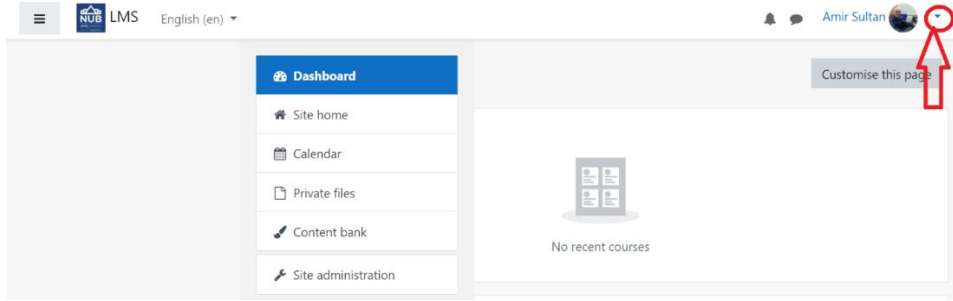 NUB LMS English (en) Amir Sultan
Dashboard
Customise this page
Site home
Calendar
Private files
Content bank
No recent courses
Site administration